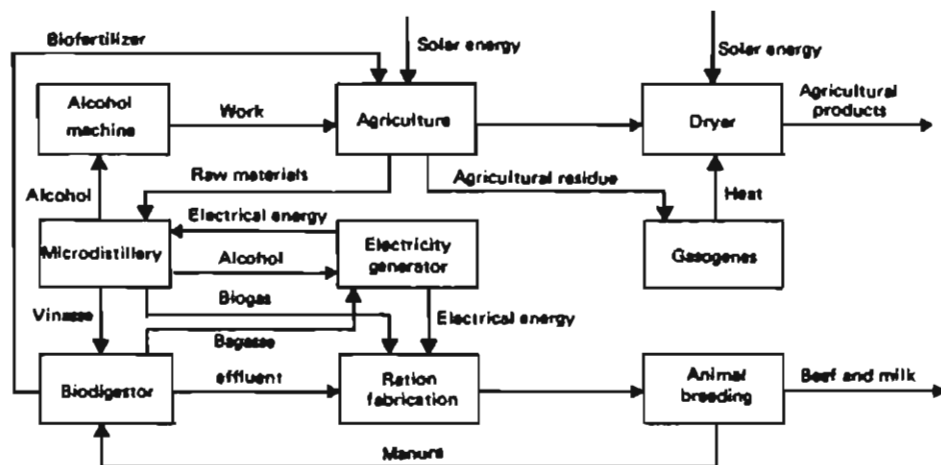 Biofertilizer
Solar energy
Solar energy
Alcohol
machine
Work
Agriculture
Dryer
Agricultural
products
Alcohol
Raw materials
Agricultural residue
Heat
Electrical energy
Microdistillery
Electricity
generator
Gasogenes
Alcohol
Vinasse
Biogas
Electrical energy
Bagasse
Biodigestor
effluent
Ration
fabrication
Animal
breeding
Beef and milk
Manure